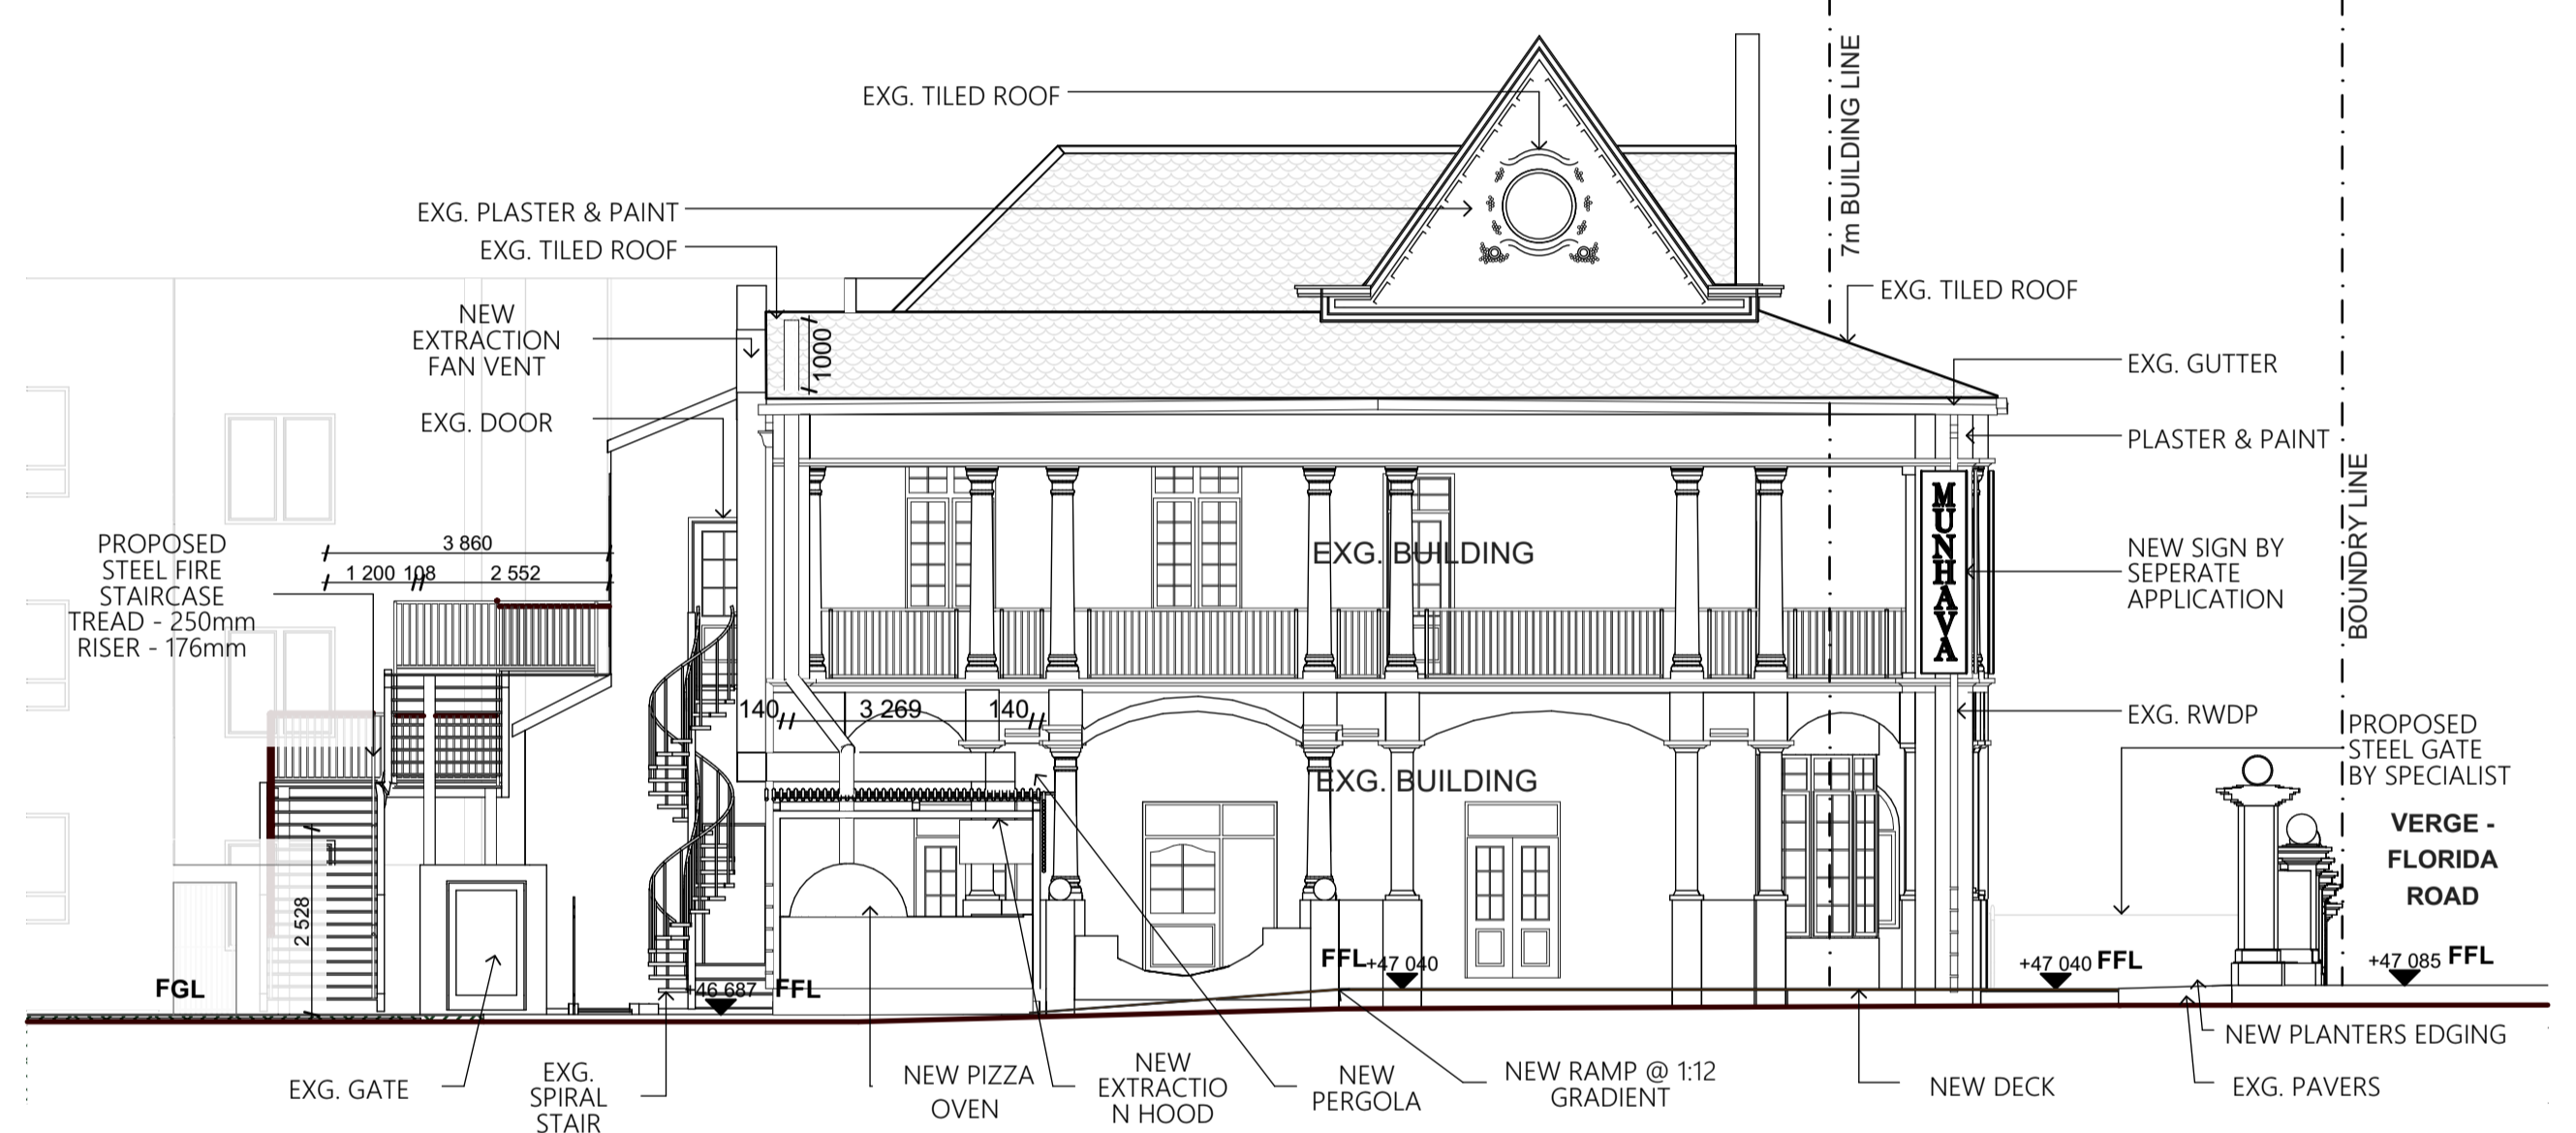 EXG. TILED ROOF
EXG. PLASTER & PAINT
EXG. TILED ROOF
NEW
EXTRACTION
FAN VENT
EXG. DOOR
1000
7m BUILDING LINE
EXG. TILED ROOF
EXG. GUTTER
PLASTER & PAINT
BOUNDRY LINE
NEW SIGN BY
SEPERATE
APPLICATION
MUNHAVA
EXG. BUILDING
PROPOSED
STEEL FIRE
STAIRCASE
TREAD - 250mm
RISER - 176mm
3 860
1 200
108
2 552
140
3 269
140
EXG. RWDP
PROPOSED
STEEL GATE
BY SPECIALIST
EXG. BUILDING
VERGE -
FLORIDA
ROAD
2 528
FGL
+46 687 FFL
FFL +47 040
+47 040 FFL
+47 085 FFL
NEW PLANTERS EDGING
EXG. GATE
EXG.
SPIRAL
STAIR
NEW PIZZA
OVEN
NEW
EXTRACTIO
N HOOD
NEW
PERGOLA
NEW RAMP @ 1:12
GRADIENT
NEW DECK
EXG. PAVERS